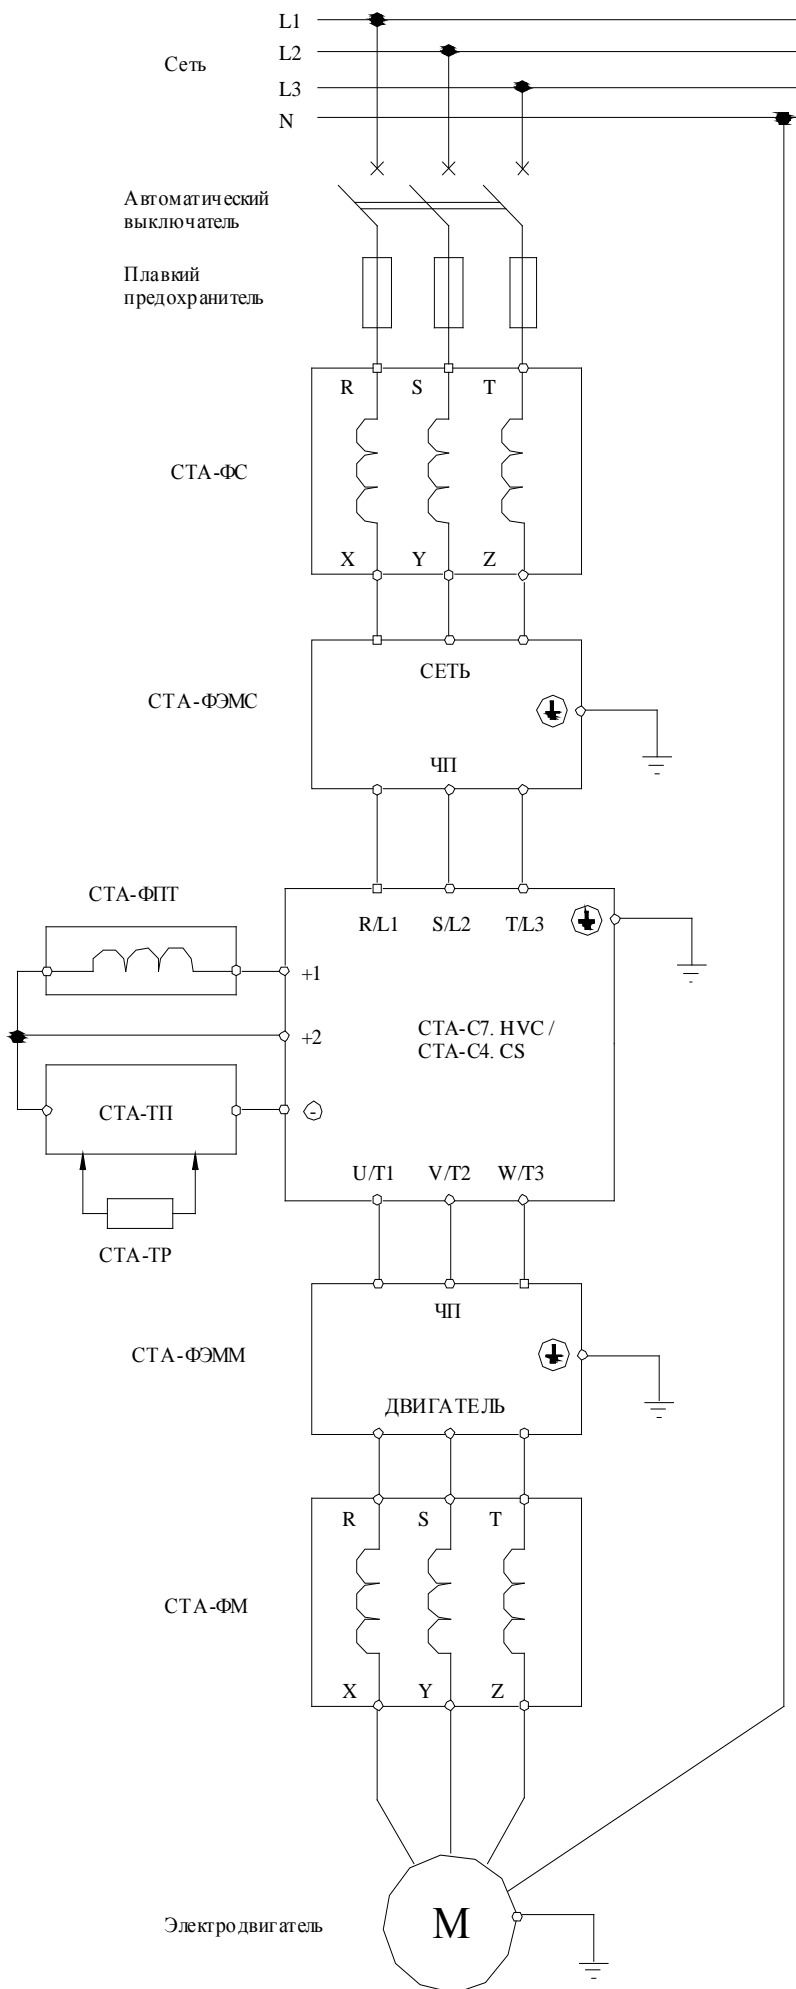 L1
L2
Сеть
L3
N
Автоматический
выключатель
Плавкий
предохранитель
R S T
СТА-ФС
X Y Z
СЕТЬ
СТА-ФЭМС
ЧП
СТА-ФПТ
R/L1 S/L2 T/L3
+1
+2
СТА-С7. HVC /
СТА-С4. CS
СТА-ТП
-
U/T1 V/T2 W/T3
СТА-ТР
ЧП
СТА-ФЭММ
ДВИГАТЕЛЬ
R S T
СТА-ФМ
X Y Z
M
Электродвигатель